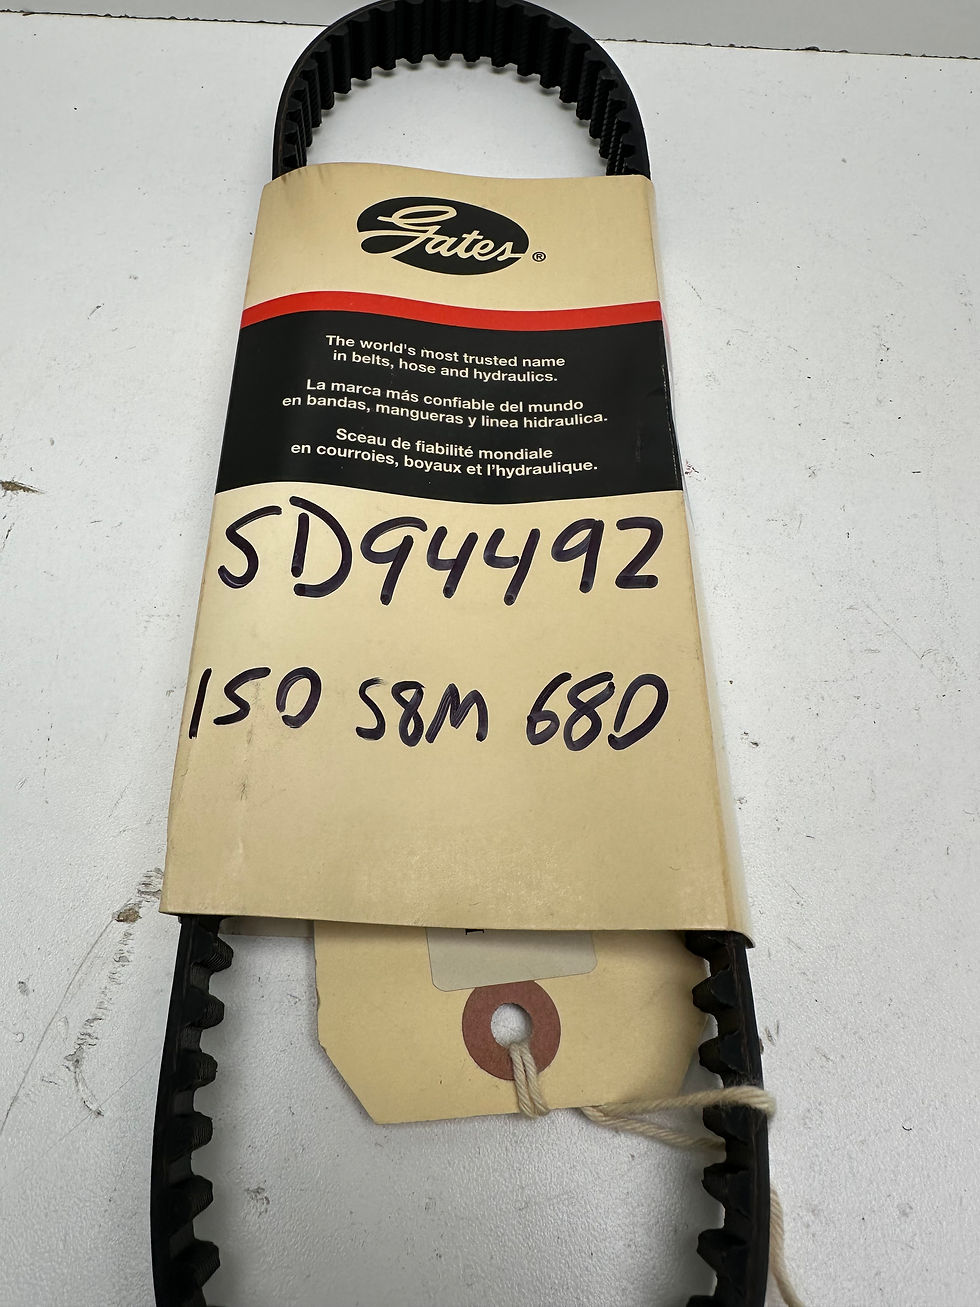 Gates®
The world's most trusted name
in belts, hose and hydraulics.
La marca más confiable del mundo
en bandas, mangueras y linea hidraulica.
Sceau de fiabilité mondiale
en courroies, boyaux et l'hydraulique.
SD94492
150 S8M 680